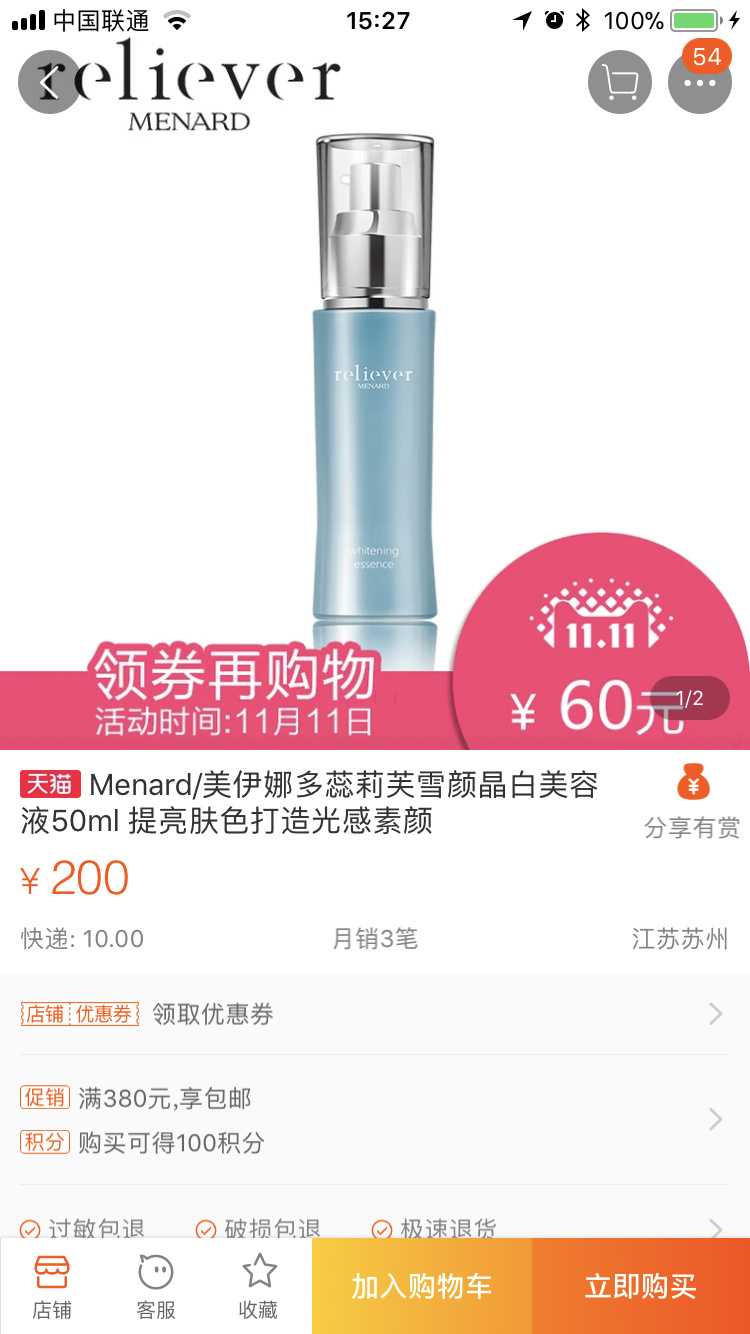 中国联通
15:27
100%
reliever
MENARD
54
reliever
MENARD
whitening
essence
11.11
领券再购物
活动时间:11月11日
¥ 60元
1/2
天猫 Menard/美伊娜多蕊莉芙雪颜晶白美容
液50ml 提亮肤色打造光感素颜
分享有赏
¥ 200
快递: 10.00
月销3笔
江苏苏州
店铺 优惠券 领取优惠券
促销 满380元,享包邮
积分 购买可得100积分
过敏包退 破损包退 极速退货
店铺
客服
收藏
加入购物车
立即购买